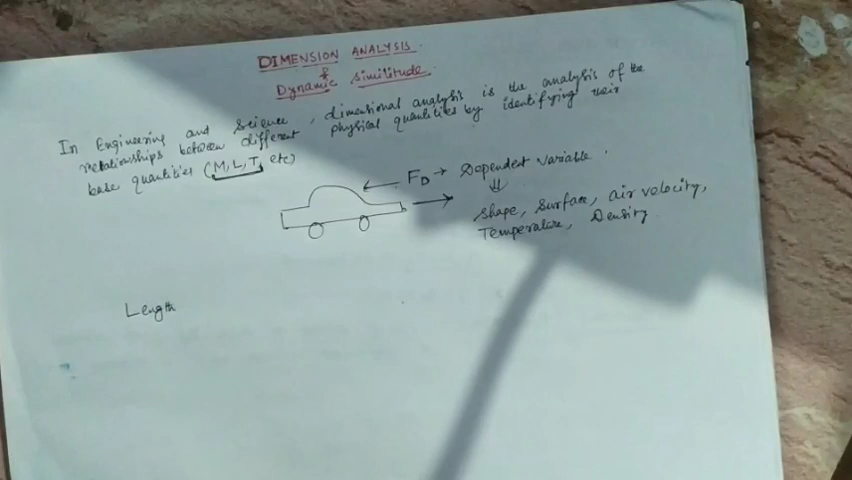 DIMENSION ANALYSIS.
&
Dynamic Similitude.
In Engineering and Science, dimensional analysis is the analysis of the
relationships between different physical quantities by identifying their
base quantities (M, L, T, etc)
F_D → Dependent variable.
⇓
Shape, Surface, air velocity,
Temperature, Density
Length